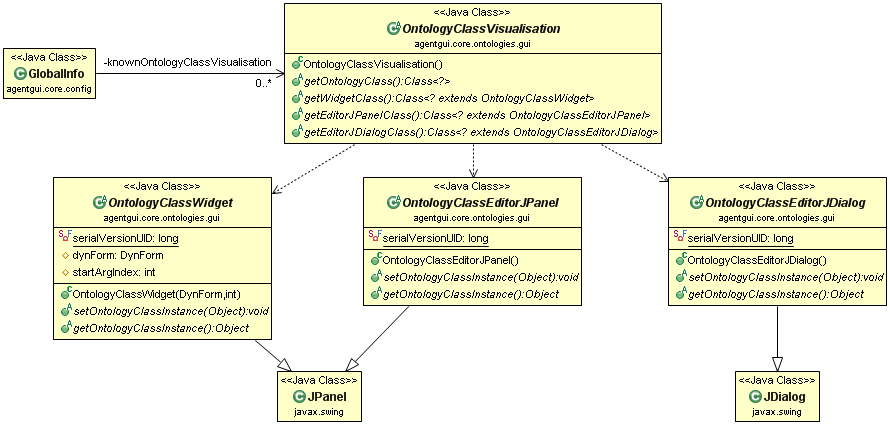 <<Java Class>>
OntologyClassVisualisation
agentgui.core.ontologies.gui
OntologyClassVisualisation()
getOntologyClass():Class<?>
getWidgetClass():Class<? extends OntologyClassWidget>
getEditorJPanelClass():Class<? extends OntologyClassEditorJPanel>
getEditorJDialogClass():Class<? extends OntologyClassEditorJDialog>
<<Java Class>>
GlobalInfo
agentgui.core.config
-knownOntologyClassVisualisation
0..*
<<Java Class>>
OntologyClassWidget
agentgui.core.ontologies.gui
serialVersionUID: long
dynForm: DynForm
startArgIndex: int
OntologyClassWidget(DynForm,int)
setOntologyClassInstance(Object):void
getOntologyClassInstance():Object
<<Java Class>>
OntologyClassEditorJPanel
agentgui.core.ontologies.gui
serialVersionUID: long
OntologyClassEditorJPanel()
setOntologyClassInstance(Object):void
getOntologyClassInstance():Object
<<Java Class>>
OntologyClassEditorJDialog
agentgui.core.ontologies.gui
serialVersionUID: long
OntologyClassEditorJDialog()
setOntologyClassInstance(Object):void
getOntologyClassInstance():Object
<<Java Class>>
JPanel
javax.swing
<<Java Class>>
JDialog
javax.swing